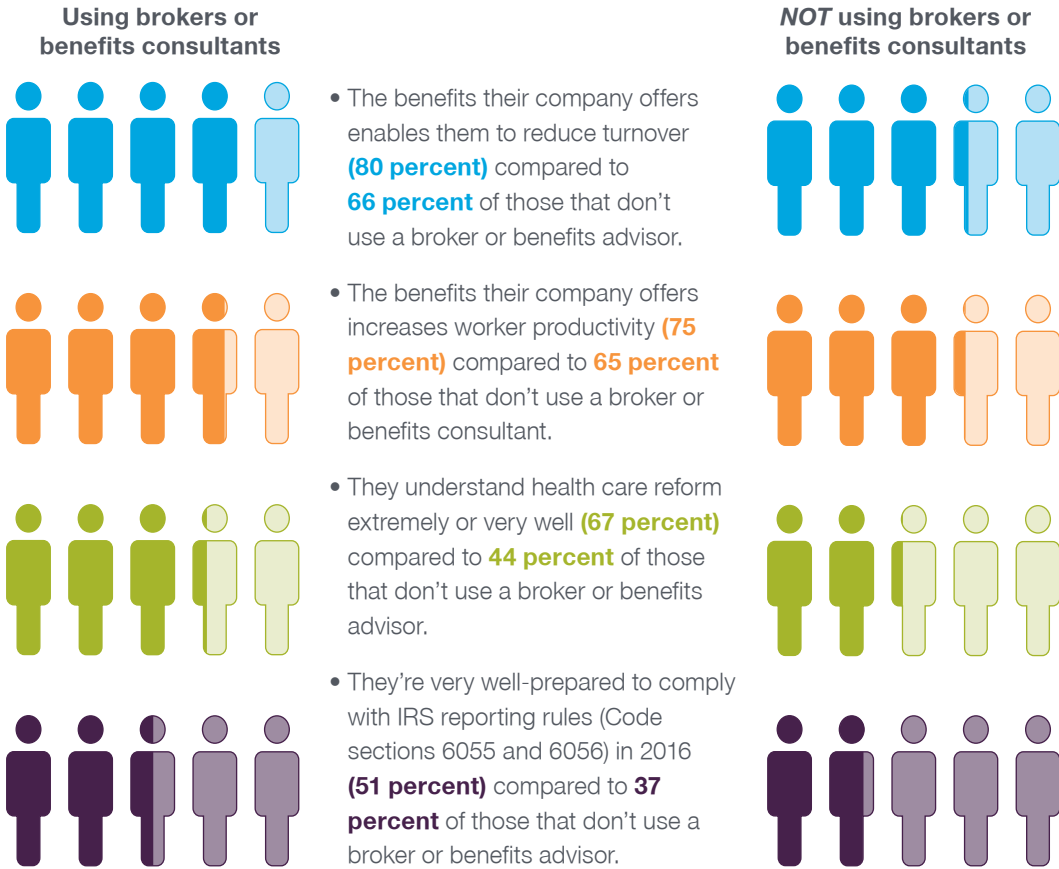 Using brokers or
benefits consultants
NOT using brokers or
benefits consultants
• The benefits their company offers
enables them to reduce turnover
(80 percent) compared to
66 percent of those that don’t
use a broker or benefits advisor.
• The benefits their company offers
increases worker productivity (75
percent) compared to 65 percent
of those that don’t use a broker or
benefits consultant.
• They understand health care reform
extremely or very well (67 percent)
compared to 44 percent of those
that don’t use a broker or benefits
advisor.
• They’re very well-prepared to comply
with IRS reporting rules (Code
sections 6055 and 6056) in 2016
(51 percent) compared to 37
percent of those that don’t use a
broker or benefits advisor.